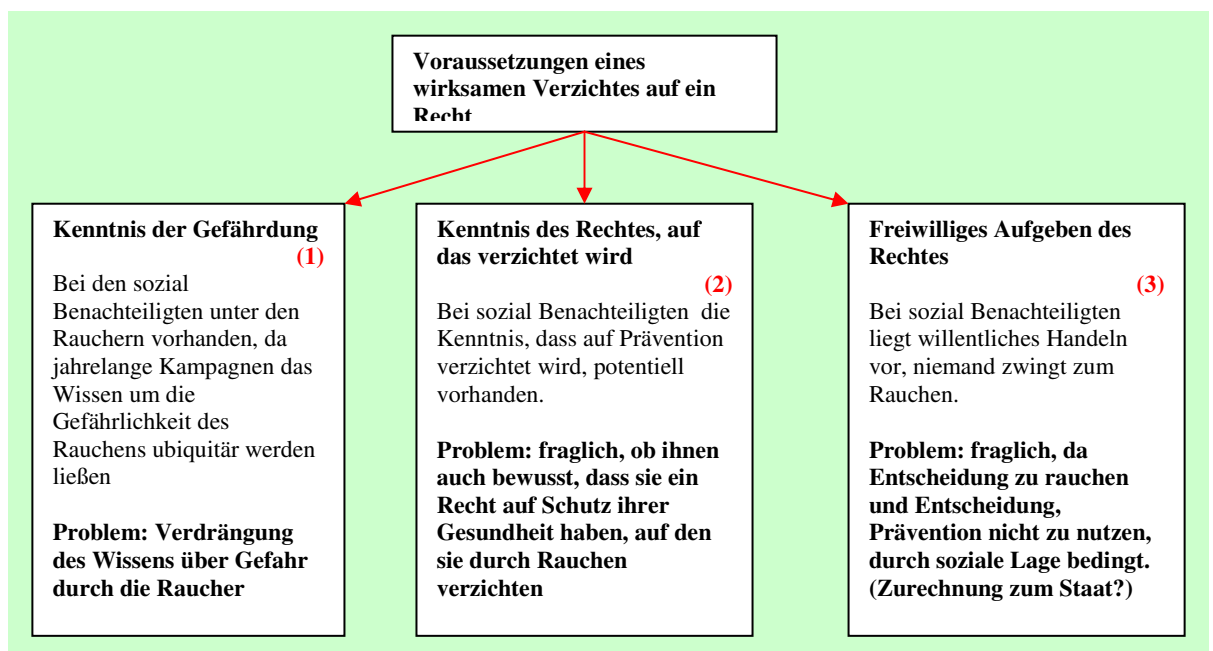 Voraussetzungen eines
wirksamen Verzichtes auf ein
Recht
Kenntnis der Gefährdung
(1)
Bei den sozial
Benachteiligten unter den
Rauchern vorhanden, da
jahrelange Kampagnen das
Wissen um die
Gefährlichkeit des
Rauchens ubiquitär werden
ließen
Problem: Verdrängung
des Wissens über Gefahr
durch die Raucher
Kenntnis des Rechtes, auf
das verzichtet wird
(2)
Bei sozial Benachteiligten die
Kenntnis, dass auf Prävention
verzichtet wird, potentiell
vorhanden.
Problem: fraglich, ob ihnen
auch bewusst, dass sie ein
Recht auf Schutz ihrer
Gesundheit haben, auf den
sie durch Rauchen
verzichten
Freiwilliges Aufgeben des
Rechtes
(3)
Bei sozial Benachteiligten
liegt willentliches Handeln
vor, niemand zwingt zum
Rauchen.
Problem: fraglich, da
Entscheidung zu rauchen
und Entscheidung,
Prävention nicht zu nutzen,
durch soziale Lage bedingt.
(Zurechnung zum Staat?)